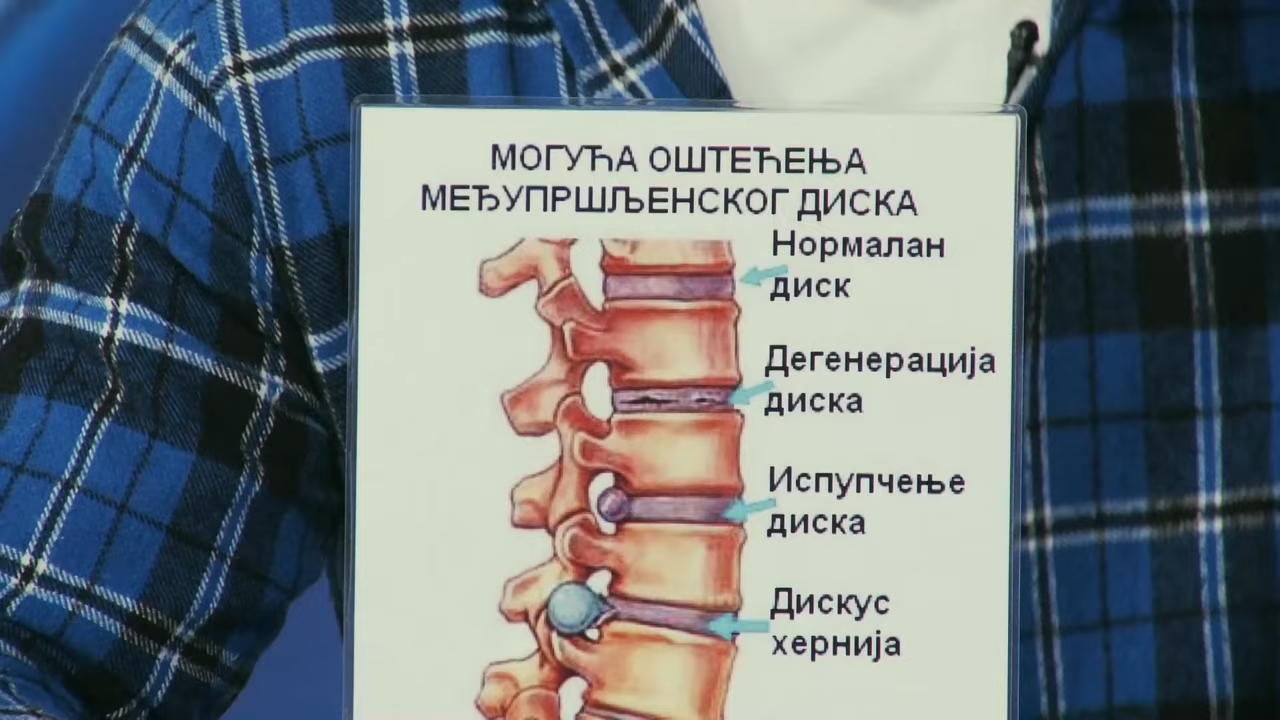 МОГУЋА ОШТЕЋЕЊА
МЕЂУПРШЉЕНСКОГ ДИСКА
Нормалан
диск
Дегенерација
диска
Испупчење
диска
Дискус
хернија